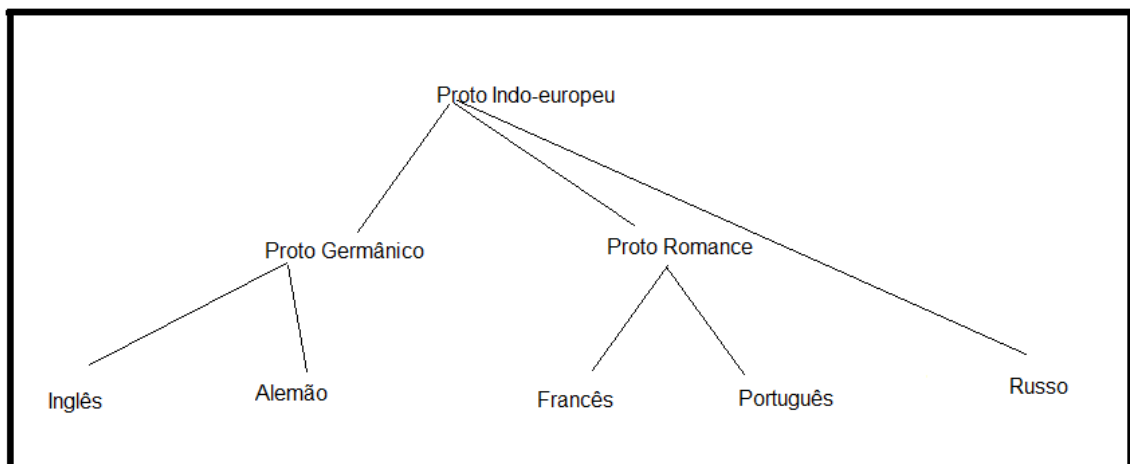 Proto Indo-europeu
Proto Germânico
Proto Romance
Inglês
Alemão
Francês
Português
Russo